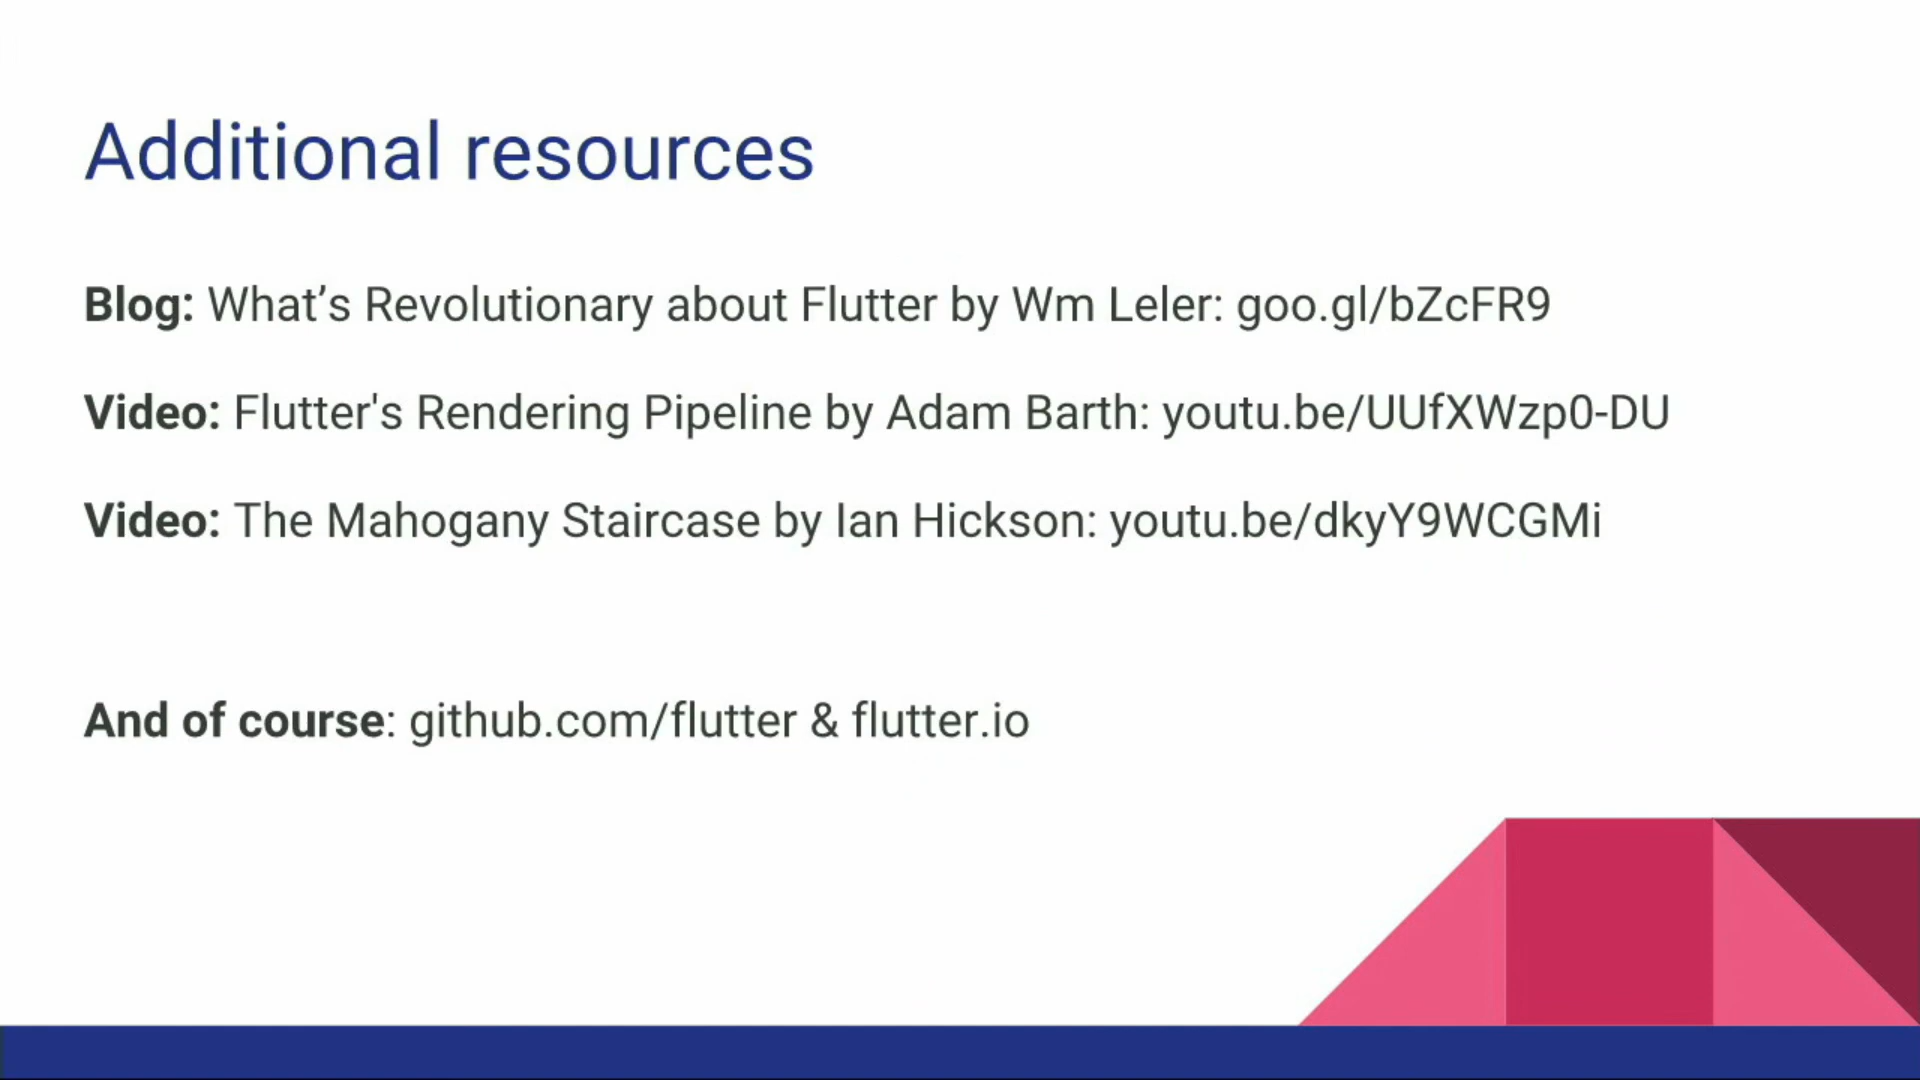 Additional resources
Blog: What’s Revolutionary about Flutter by Wm Leler: goo.gl/bZcFR9
Video: Flutter's Rendering Pipeline by Adam Barth: youtu.be/UUfXWzp0-DU
Video: The Mahogany Staircase by Ian Hickson: youtu.be/dkyY9WCGMi
And of course: github.com/flutter & flutter.io